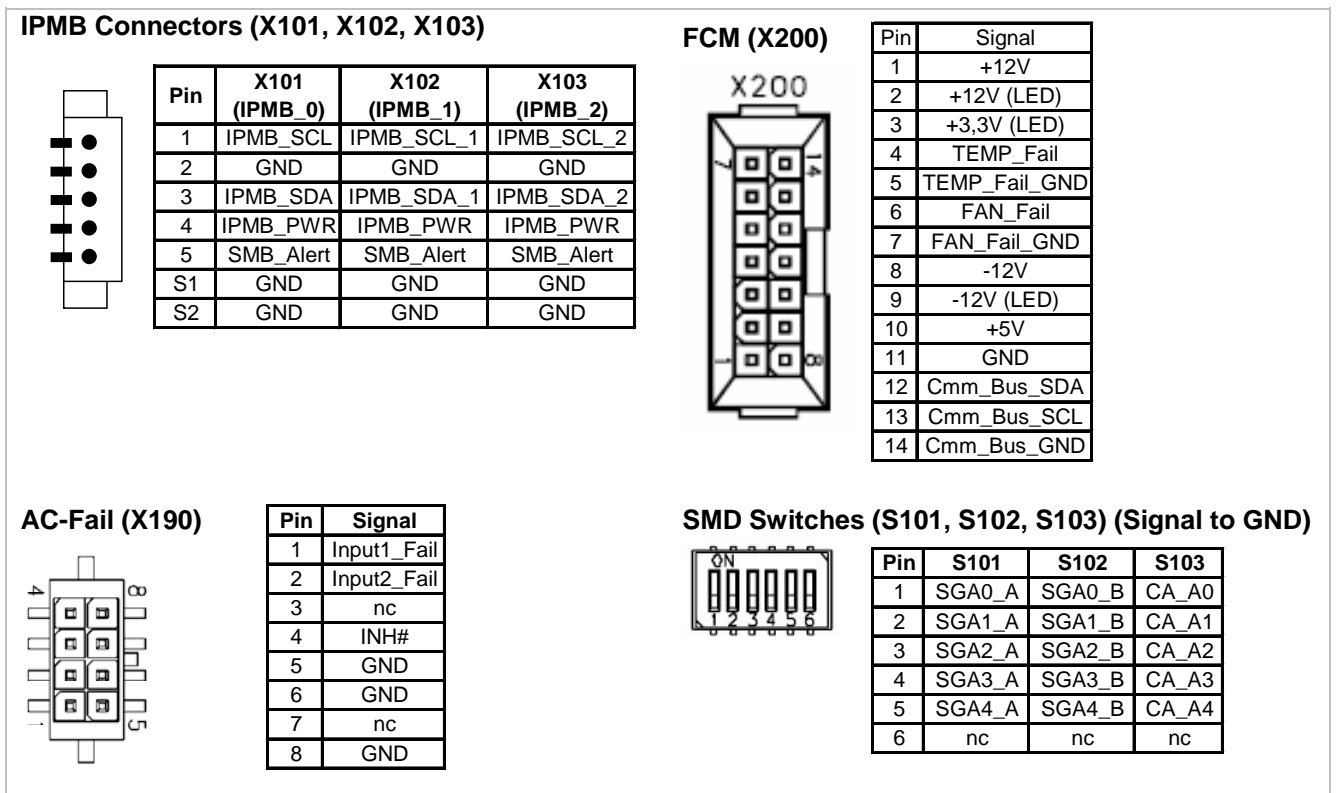 IPMB Connectors (X101, X102, X103)
Pin X101 (IPMB_0) X102 (IPMB_1) X103 (IPMB_2)
1 IPMB_SCL IPMB_SCL_1 IPMB_SCL_2
2 GND GND GND
3 IPMB_SDA IPMB_SDA_1 IPMB_SDA_2
4 IPMB_PWR IPMB_PWR IPMB_PWR
5 SMB_Alert SMB_Alert SMB_Alert
S1 GND GND GND
S2 GND GND GND
FCM (X200)
X200
7 14
1 8
Pin Signal
1 +12V
2 +12V (LED)
3 +3,3V (LED)
4 TEMP_Fail
5 TEMP_Fail_GND
6 FAN_Fail
7 FAN_Fail_GND
8 -12V
9 -12V (LED)
10 +5V
11 GND
12 Cmm_Bus_SDA
13 Cmm_Bus_SCL
14 Cmm_Bus_GND
AC-Fail (X190)
4 8
1 5
Pin Signal
1 Input1_Fail
2 Input2_Fail
3 nc
4 INH#
5 GND
6 GND
7 nc
8 GND
SMD Switches (S101, S102, S103) (Signal to GND)
ON
1 2 3 4 5 6
Pin S101 S102 S103
1 SGA0_A SGA0_B CA_A0
2 SGA1_A SGA1_B CA_A1
3 SGA2_A SGA2_B CA_A2
4 SGA3_A SGA3_B CA_A3
5 SGA4_A SGA4_B CA_A4
6 nc nc nc